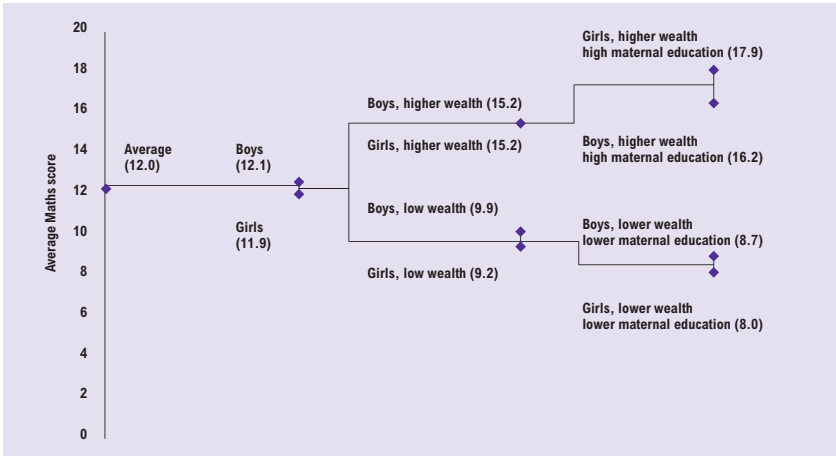 20
18
16
14
12
10
8
6
4
2
0
Average Maths score
Average
(12.0)
Boys
(12.1)
Girls
(11.9)
Boys, higher wealth (15.2)
Girls, higher wealth (15.2)
Boys, low wealth (9.9)
Girls, low wealth (9.2)
Girls, higher wealth
high maternal education (17.9)
Boys, higher wealth
high maternal education (16.2)
Boys, lower wealth
lower maternal education (8.7)
Girls, lower wealth
lower maternal education (8.0)